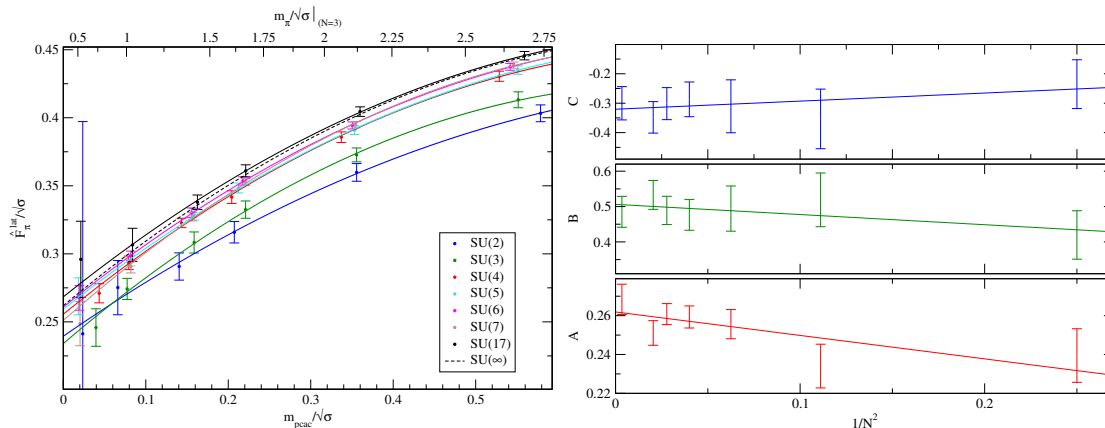 m_π/√σ|_(N=3)
0.5 1 1.5 1.75 2 2.25 2.5 2.75
0.45
0.4
0.35
0.3
0.25
F̂_π^lat/√σ
SU(2)
SU(3)
SU(4)
SU(5)
SU(6)
SU(7)
SU(17)
SU(∞)
0 0.1 0.2 0.3 0.4 0.5
m_pcac/√σ
-0.2
-0.3
-0.4
C
0.6
0.5
0.4
B
0.26
0.24
0.22
A
0 0.1 0.2
1/N²